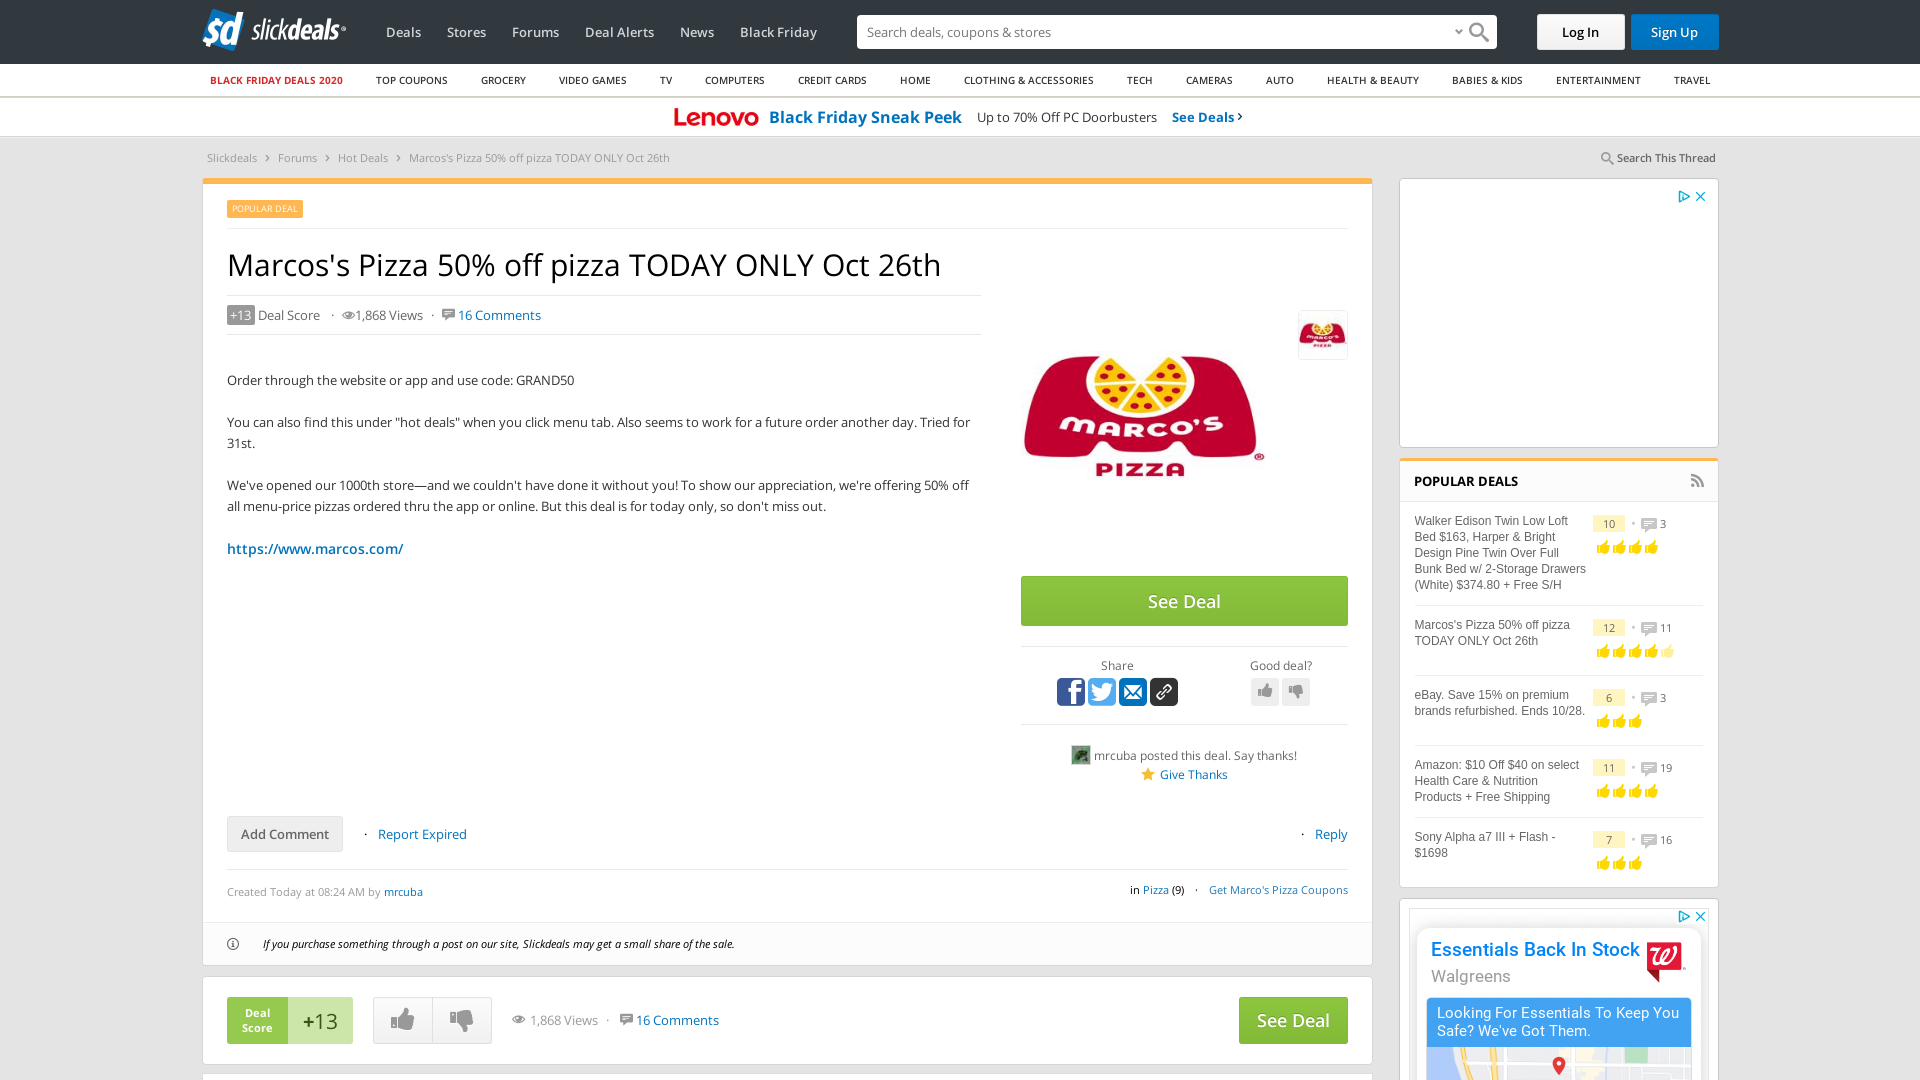 slickdeals
Deals Stores Forums Deal Alerts News Black Friday
Search deals, coupons & shops
Log In Sign Up
BLACK FRIDAY DEALS 2020 TOP COUPONS GROCERY VIDEO GAMES TV COMPUTERS CREDIT CARDS HOME CLOTHING & ACCESSORIES TECH CAMERAS AUTO HEALTH & BEAUTY BABIES & KIDS ENTERTAINMENT TRAVEL
Lenovo Black Friday Sneak Peek Up to 70% Off PC Doorbusters See Deals ›
Slickdeals › Forums › Hot Deals › Marcos's Pizza 50% off pizza TODAY ONLY Oct 26th
Search This Thread
POPULAR DEAL
Marcos's Pizza 50% off pizza TODAY ONLY Oct 26th
+13 Deal Score · 1,868 Views · 16 Comments
Order through the website or app and use code: GRAND50
You can also find this under "hot deals" when you click menu tab. Also seems to work for a future order another day. Tried for
31st.
We've opened our 1000th store—and we couldn't have done it without you! To show our appreciation, we're offering 50% off
all menu-price pizzas ordered thru the app or online. But this deal is for today only, so don't miss out.
https://www.marcos.com/
MARCO'S
PIZZA ®
MARCO'S
PIZZA
See Deal
Share
Good deal?
mrcuba posted this deal. Say thanks!
Give Thanks
Add Comment · Report Expired
· Reply
Created Today at 08:24 AM by mrcuba
in Pizza (9) · Get Marco's Pizza Coupons
If you purchase something through a post on our site, Slickdeals may get a small share of the sale.
Deal
Score
+13
1,868 Views · 16 Comments
See Deal
POPULAR DEALS
Walker Edison Twin Low Loft
Bed $163, Harper & Bright
Design Pine Twin Over Full
Bunk Bed w/ 2-Storage Drawers
(White) $374.80 + Free S/H
10 · 3
Marcos's Pizza 50% off pizza
TODAY ONLY Oct 26th
12 · 11
eBay. Save 15% on premium
brands refurbished. Ends 10/28.
6 · 3
Amazon: $10 Off $40 on select
Health Care & Nutrition
Products + Free Shipping
11 · 19
Sony Alpha a7 III + Flash -
$1698
7 · 16
Essentials Back In Stock
Walgreens
Looking For Essentials To Keep You
Safe? We've Got Them.